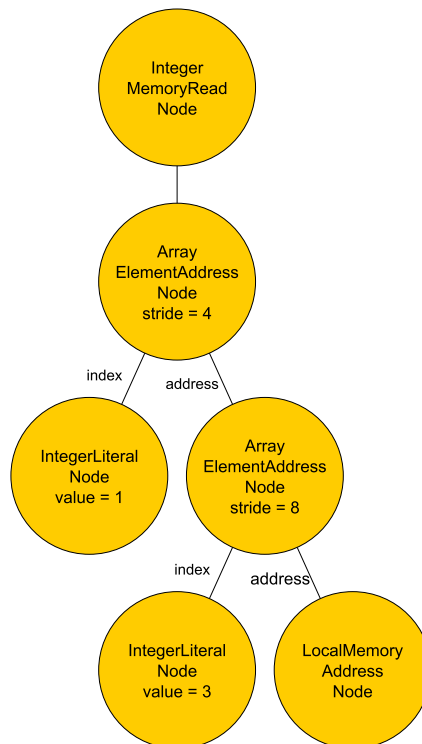 Integer
MemoryRead
Node
Array
ElementAddress
Node
stride = 4
index
address
IntegerLiteral
Node
value = 1
Array
ElementAddress
Node
stride = 8
index
address
IntegerLiteral
Node
value = 3
LocalMemory
Address
Node